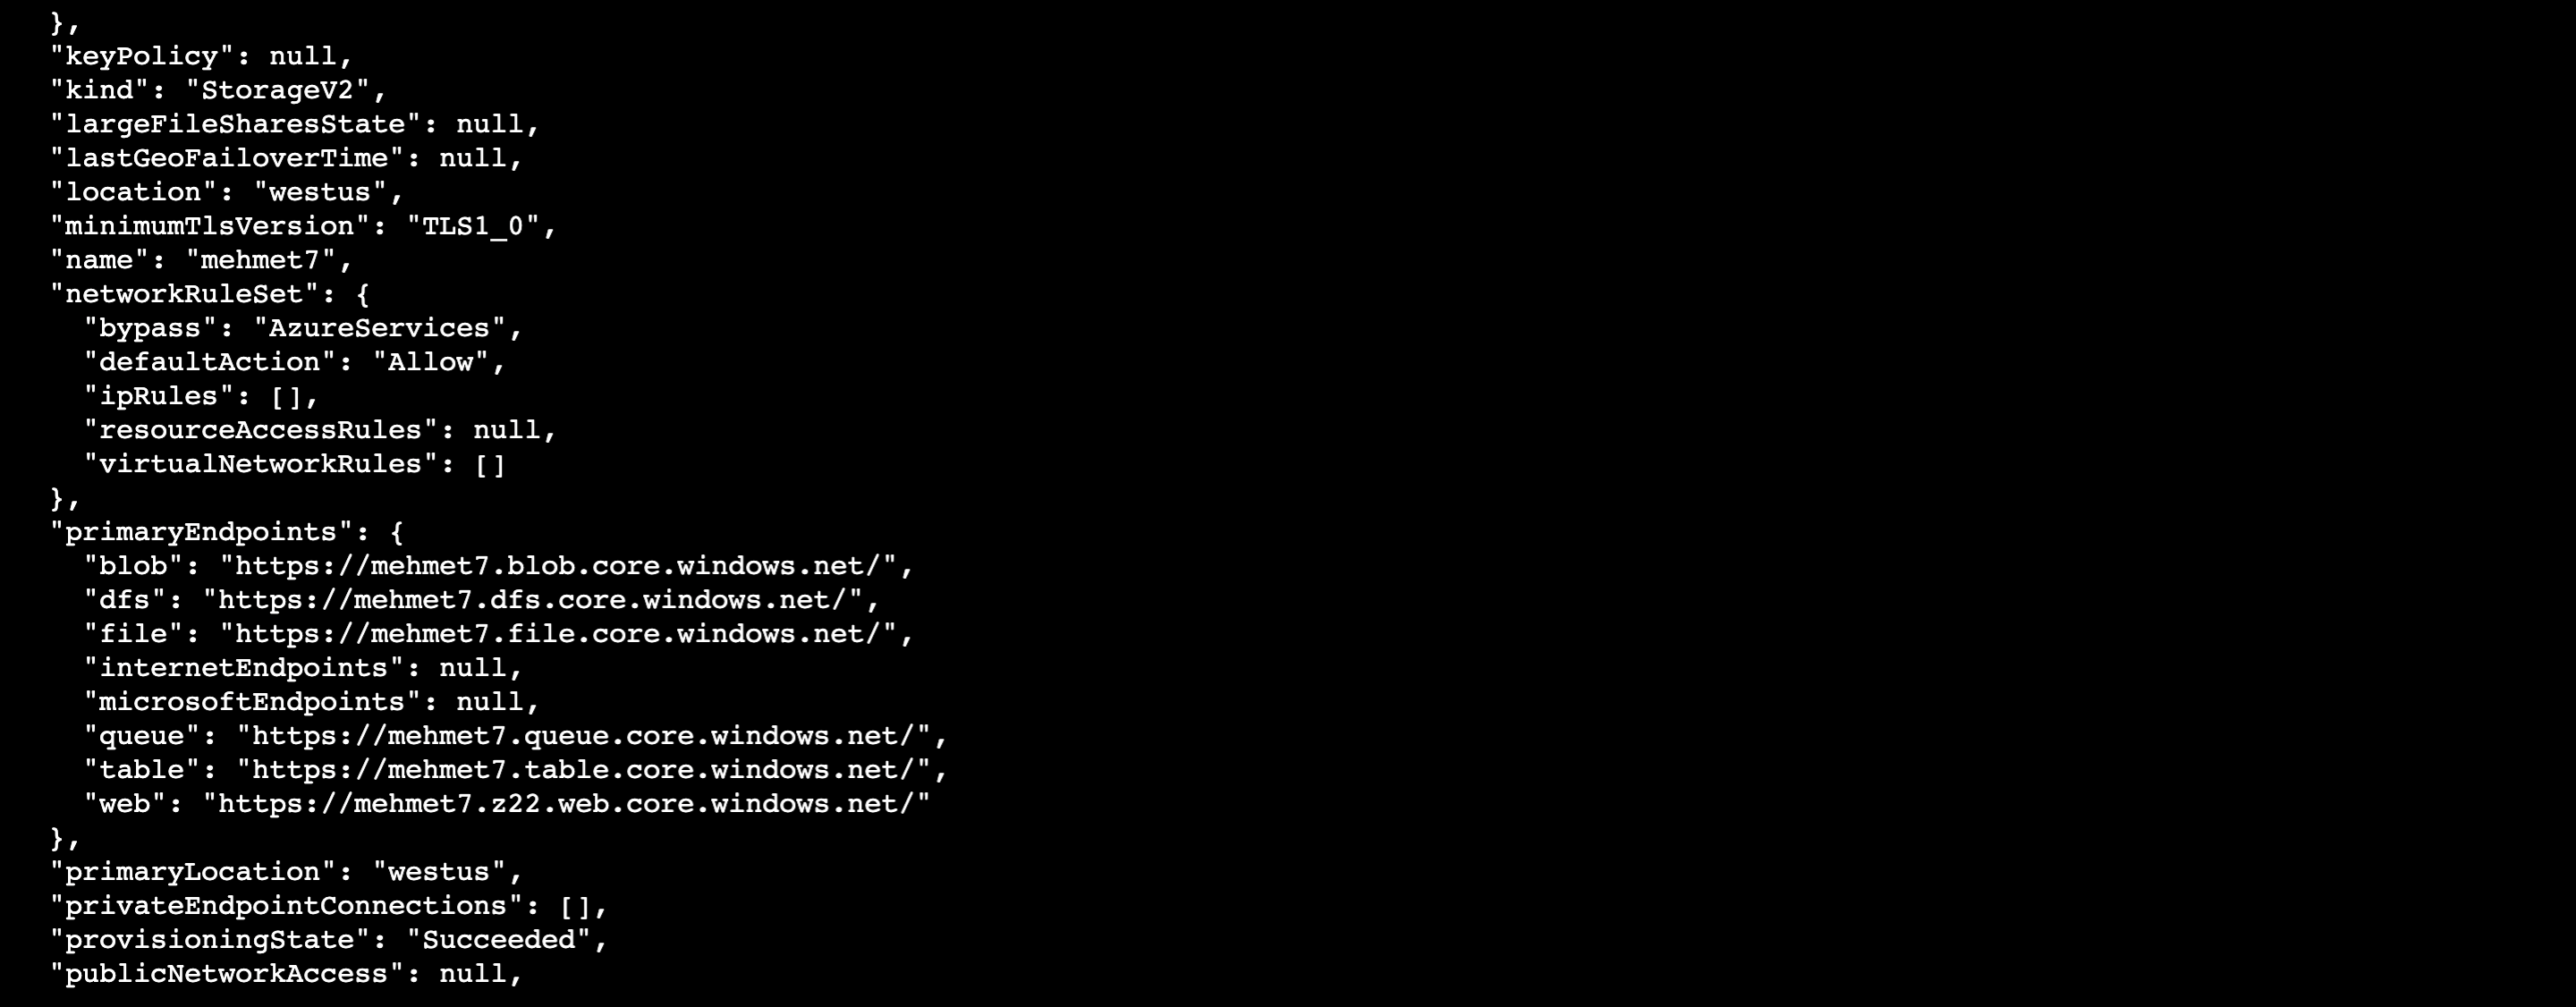 },
"keyPolicy": null,
"kind": "StorageV2",
"largeFileSharesState": null,
"lastGeoFailoverTime": null,
"location": "westus",
"minimumTlsVersion": "TLS1_0",
"name": "mehmet7",
"networkRuleSet": {
  "bypass": "AzureServices",
  "defaultAction": "Allow",
  "ipRules": [],
  "resourceAccessRules": null,
  "virtualNetworkRules": []
},
"primaryEndpoints": {
  "blob": "https://mehmet7.blob.core.windows.net/",
  "dfs": "https://mehmet7.dfs.core.windows.net/",
  "file": "https://mehmet7.file.core.windows.net/",
  "internetEndpoints": null,
  "microsoftEndpoints": null,
  "queue": "https://mehmet7.queue.core.windows.net/",
  "table": "https://mehmet7.table.core.windows.net/",
  "web": "https://mehmet7.z22.web.core.windows.net/"
},
"primaryLocation": "westus",
"privateEndpointConnections": [],
"provisioningState": "Succeeded",
"publicNetworkAccess": null,